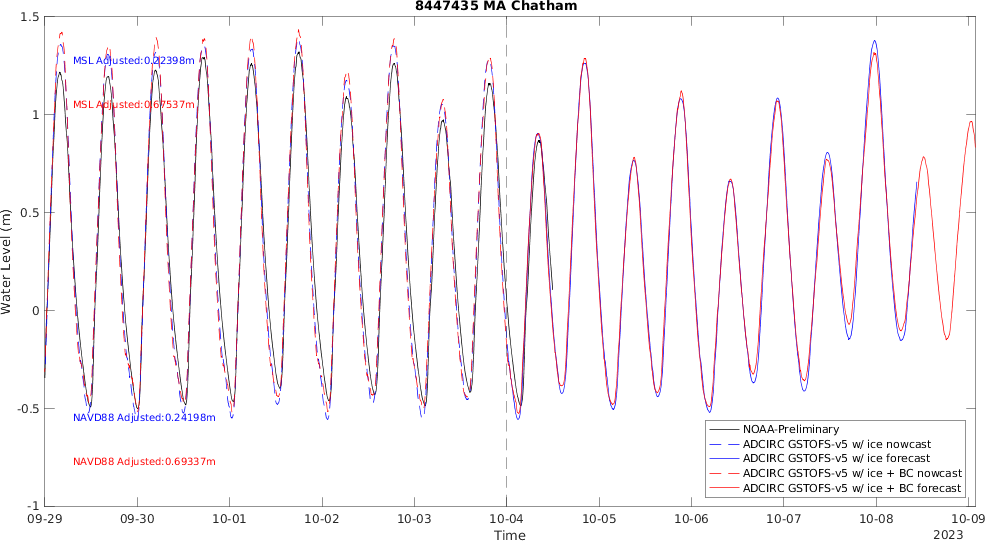 8447435 MA Chatham
1.5
1
0.5
0
-0.5
-1
Water Level (m)
MSL Adjusted:0.22398m
MSL Adjusted:0.67537m
NAVD88 Adjusted:0.24198m
NAVD88 Adjusted:0.69337m
NOAA-Preliminary
ADCIRC GSTOFS-v5 w/ ice nowcast
ADCIRC GSTOFS-v5 w/ ice forecast
ADCIRC GSTOFS-v5 w/ ice + BC nowcast
ADCIRC GSTOFS-v5 w/ ice + BC forecast
09-29 09-30 10-01 10-02 10-03 10-04 10-05 10-06 10-07 10-08 10-09
Time
2023